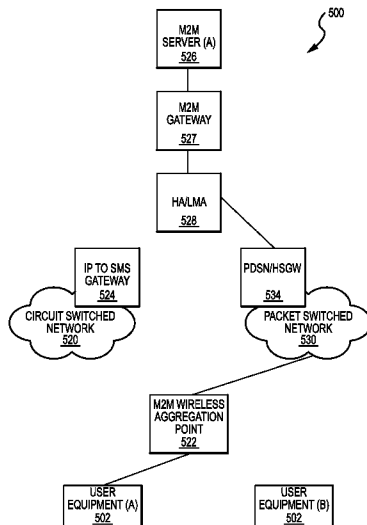 500
M2M
SERVER (A)
526
M2M
GATEWAY
527
HA/LMA
528
IP TO SMS
GATEWAY
524
PDSN/HSGW
534
CIRCUIT SWITCHED
NETWORK
520
PACKET SWITCHED
NETWORK
530
M2M WIRELESS
AGGREGATION
POINT
522
USER
EQUIPMENT (A)
502
USER
EQUIPMENT (B)
502